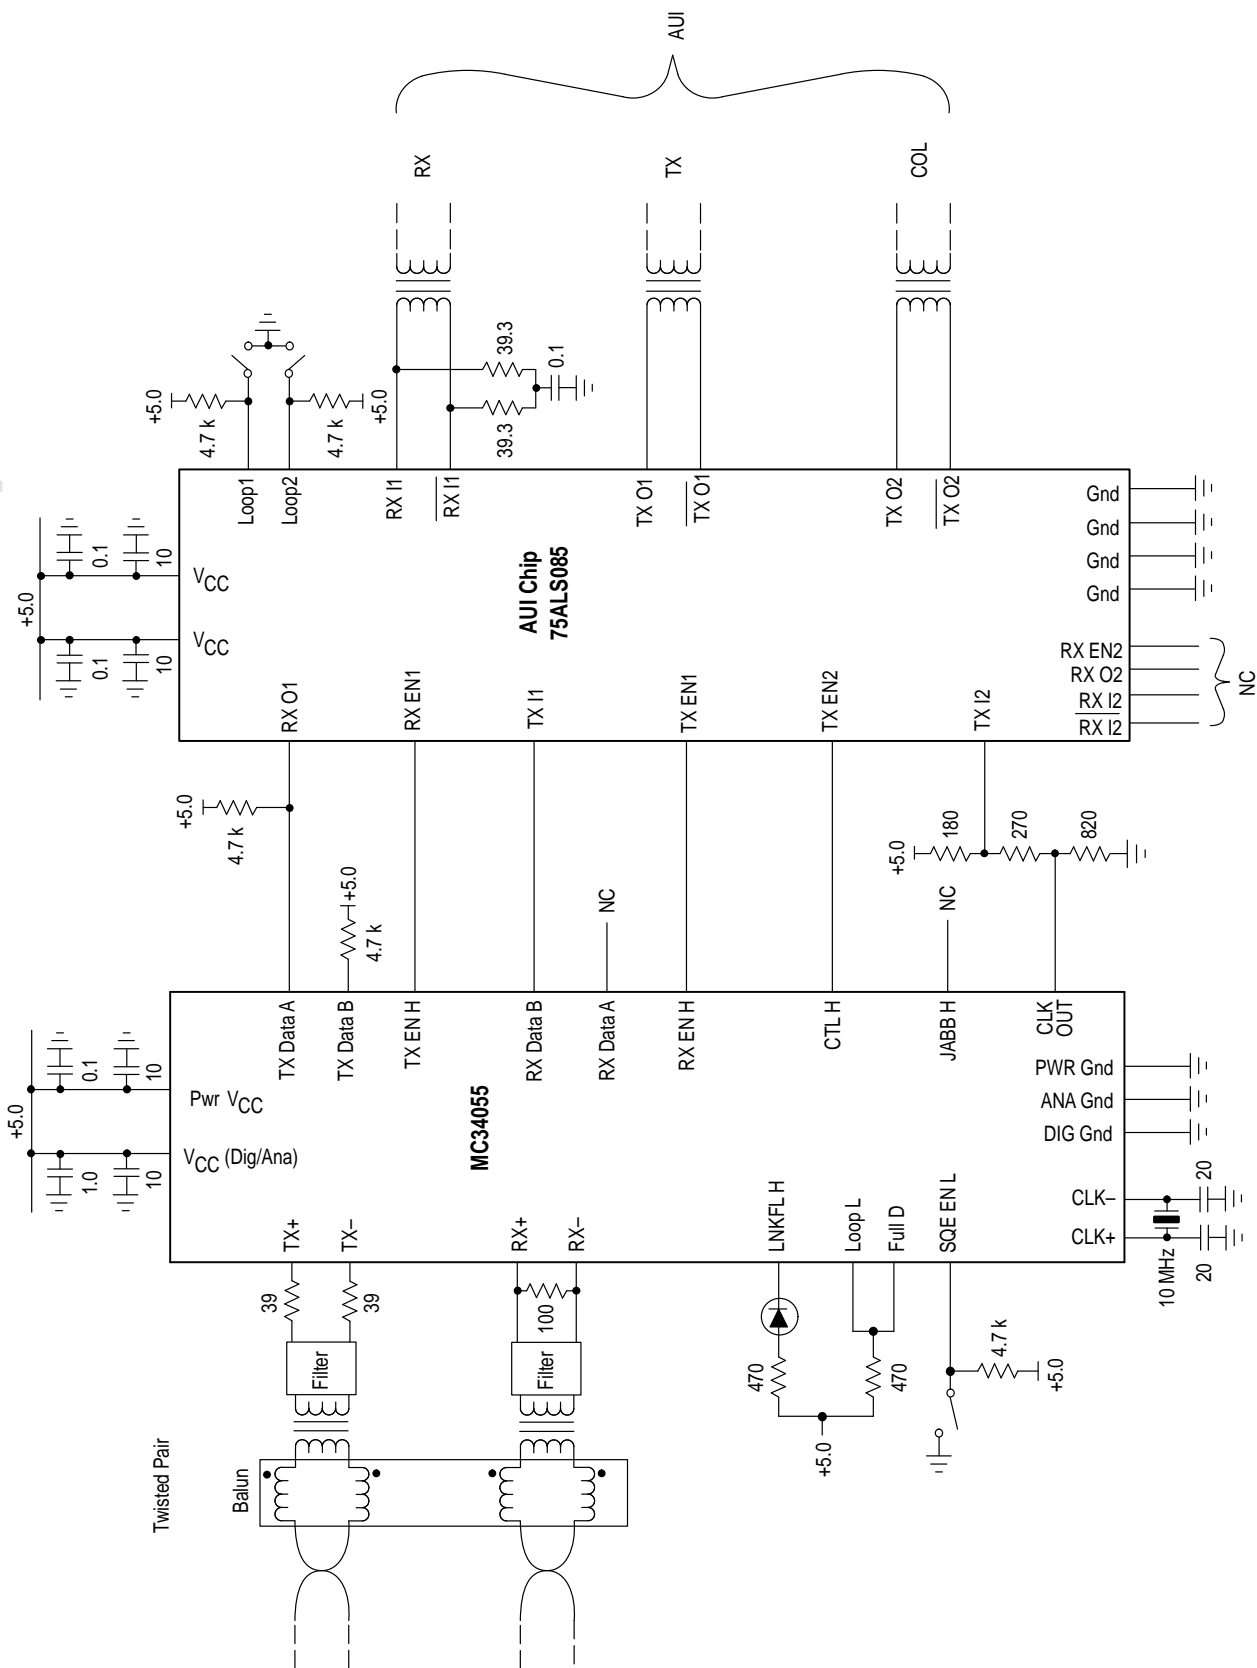 Twisted Pair
Balun
Filter
Filter
39
39
100
TX+
TX–
RX+
RX–
470
470
+5.0
LNKFL H
Loop L
Full D
SQE EN L
4.7 k
+5.0
+5.0
1.0
10
0.1
10
VCC (Dig/Ana)
Pwr VCC
MC34055
CLK+
CLK–
10 MHz
20
20
DIG Gnd
ANA Gnd
PWR Gnd
TX Data A
TX Data B
TX EN H
RX Data B
RX Data A
RX EN H
CTL H
JABB H
CLK
OUT
4.7 k
+5.0
4.7 k
+5.0
NC
NC
+5.0
180
270
820
+5.0
0.1
10
0.1
10
VCC
VCC
RX O1
RX EN1
TX I1
TX EN1
TX EN2
TX I2
AUI Chip
75ALS085
RX I2
RX I2
RX O2
RX EN2
NC
Gnd
Gnd
Gnd
Gnd
Loop1
Loop2
RX I1
RX I1
TX O1
TX O1
TX O2
TX O2
4.7 k
+5.0
4.7 k
+5.0
39.3
39.3
0.1
RX
TX
COL
AUI